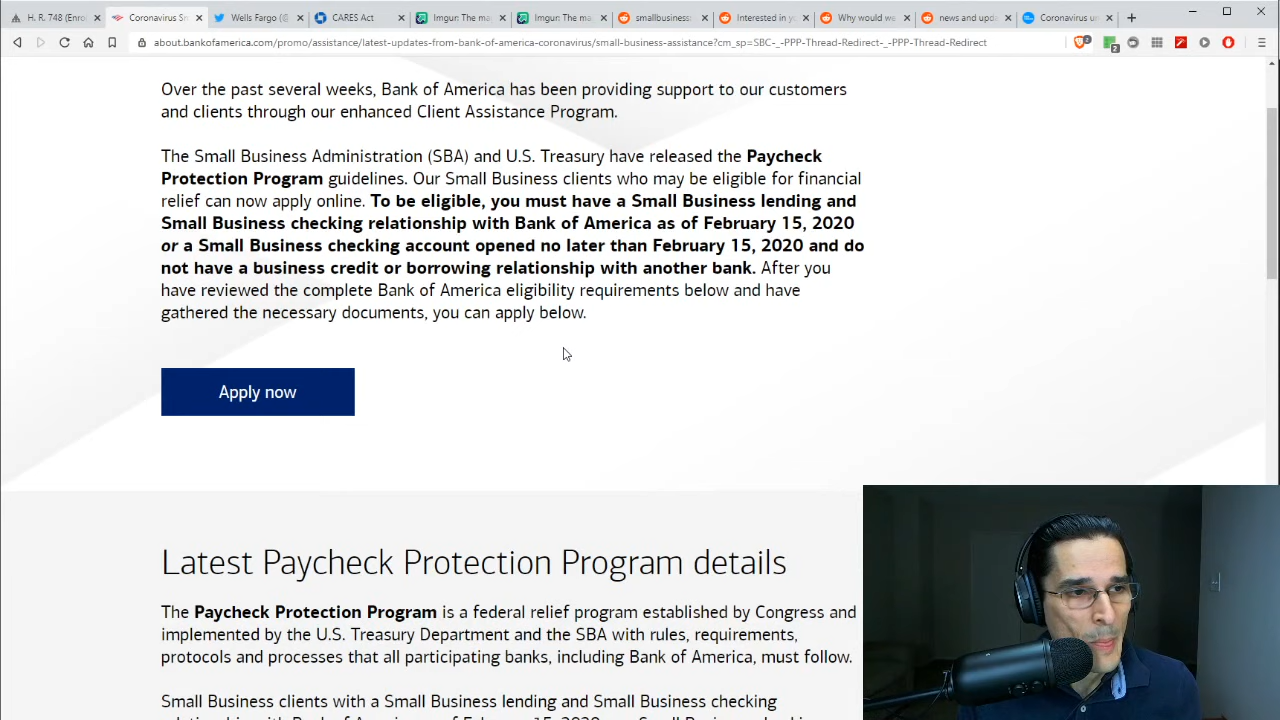 H. R. 748 (Enro
Coronavirus Sm
Wells Fargo (@
CARES Act
Imgur: The ma
Imgur: The ma
smallbusiness
Interested in y
Why would we
news and upda
Coronavirus un
about.bankofamerica.com/promo/assistance/latest-updates-from-bank-of-america-coronavirus/small-business-assistance?cm_sp=SBC-_-PPP-Thread-Redirect-_-PPP-Thread-Redirect
2
2
Over the past several weeks, Bank of America has been providing support to our customers
and clients through our enhanced Client Assistance Program.
The Small Business Administration (SBA) and U.S. Treasury have released the Paycheck
Protection Program guidelines. Our Small Business clients who may be eligible for financial
relief can now apply online. To be eligible, you must have a Small Business lending and
Small Business checking relationship with Bank of America as of February 15, 2020
or a Small Business checking account opened no later than February 15, 2020 and do
not have a business credit or borrowing relationship with another bank. After you
have reviewed the complete Bank of America eligibility requirements below and have
gathered the necessary documents, you can apply below.
Apply now
Latest Paycheck Protection Program details
The Paycheck Protection Program is a federal relief program established by Congress and
implemented by the U.S. Treasury Department and the SBA with rules, requirements,
protocols and processes that all participating banks, including Bank of America, must follow.
Small Business clients with a Small Business lending and Small Business checking